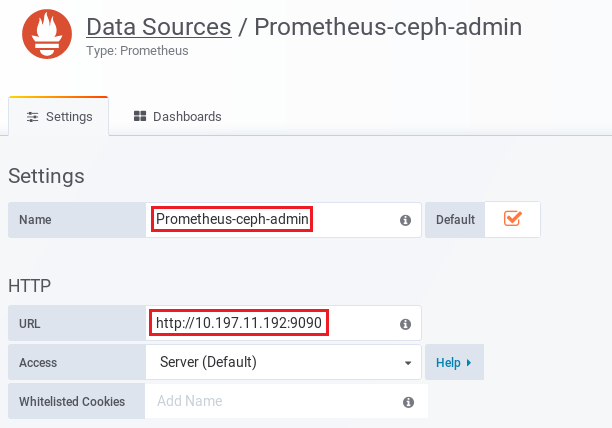 Data Sources / Prometheus-ceph-admin
Type: Prometheus
Settings Dashboards
Settings
Name Prometheus-ceph-admin Default
HTTP
URL http://10.197.11.192:9090
Access Server (Default) Help
Whitelisted Cookies Add Name